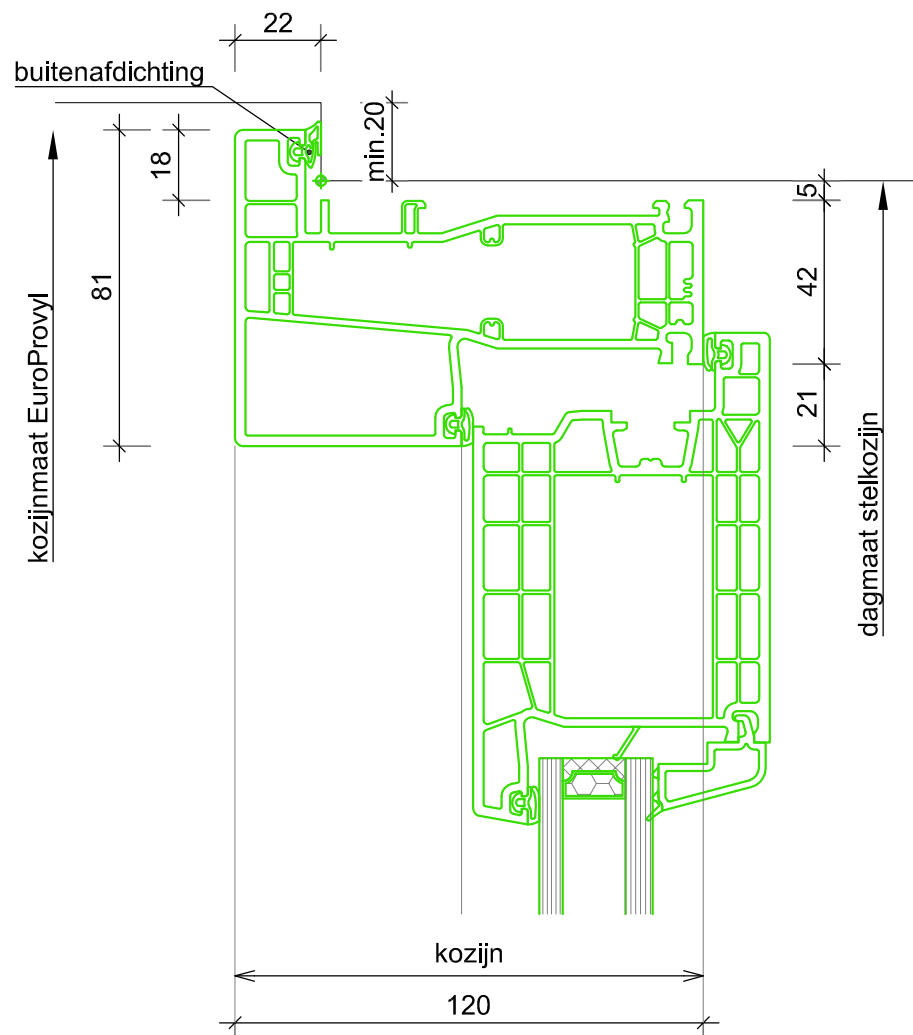 22
buitenafdichting
min.20
18
5
81
42
kozijnmaat EuroProvyl
21
dagmaat stelkozijn
kozijn
120